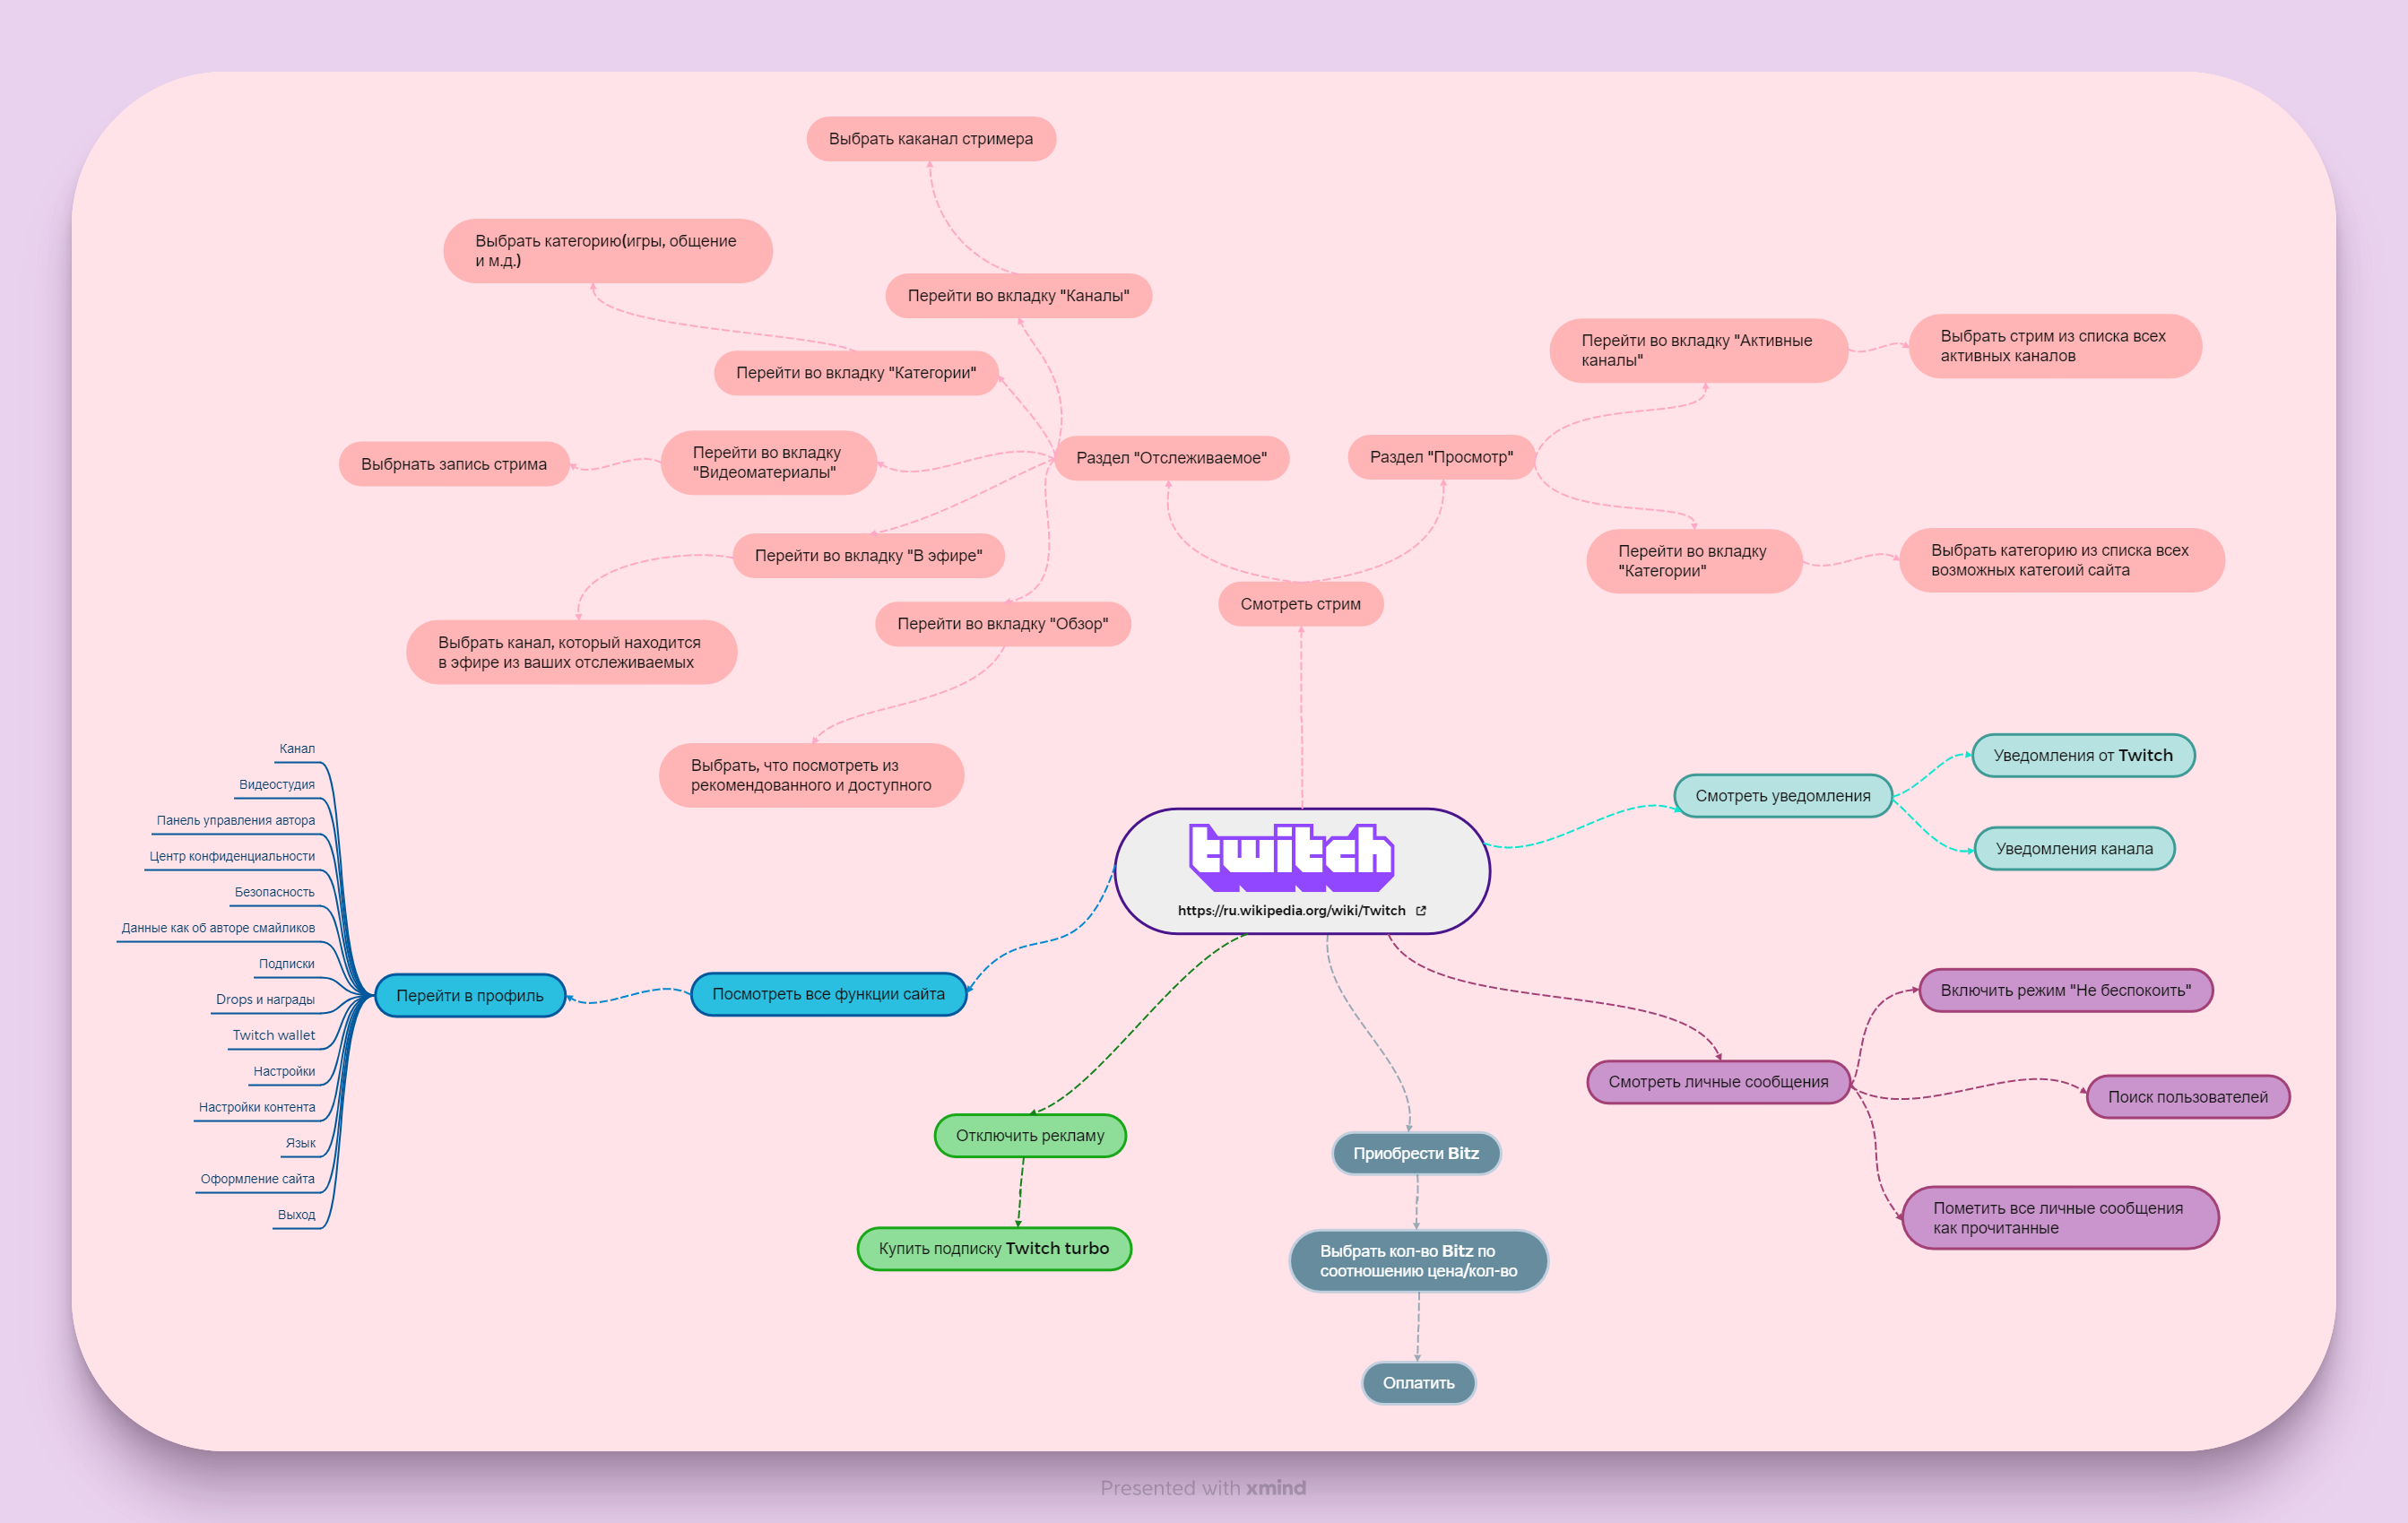 Выбрать каканал стримера
Выбрать категорию(игры, общение
и м.д.)
Перейти во вкладку "Каналы"
Перейти во вкладку "Категории"
Выбрнать запись стрима
Перейти во вкладку
"Видеоматериалы"
Раздел "Отслеживаемое"
Раздел "Просмотр"
Перейти во вкладку "Активные
каналы"
Выбрать стрим из списка всех
активных каналов
Перейти во вкладку "В эфире"
Перейти во вкладку
"Категории"
Выбрать категорию из списка всех
возможных категоий сайта
Смотреть стрим
Перейти во вкладку "Обзор"
Выбрать канал, который находится
в эфире из ваших отслеживаемых
Выбрать, что посмотреть из
рекомендованного и доступного
twitch
https://ru.wikipedia.org/wiki/Twitch
Смотреть уведомления
Уведомления от Twitch
Уведомления канала
Канал
Видеостудия
Панель управления автора
Центр конфиденциальности
Безопасность
Данные как об авторе смайликов
Подписки
Drops и награды
Twitch wallet
Настройки
Настройки контента
Язык
Оформление сайта
Выход
Перейти в профиль
Посмотреть все функции сайта
Отключить рекламу
Купить подписку Twitch turbo
Приобрести Bitz
Выбрать кол-во Bitz по
соотношению цена/кол-во
Оплатить
Смотреть личные сообщения
Включить режим "Не беспокоить"
Поиск пользователей
Пометить все личные сообщения
как прочитанные
Presented with xmind